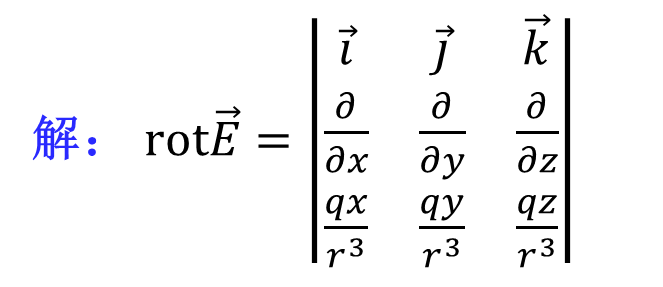 解： rot\vec{E} = \begin{vmatrix} \vec{i} & \vec{j} & \vec{k} \\ \frac{\partial}{\partial x} & \frac{\partial}{\partial y} & \frac{\partial}{\partial z} \\ \frac{qx}{r^3} & \frac{qy}{r^3} & \frac{qz}{r^3} \end{vmatrix}